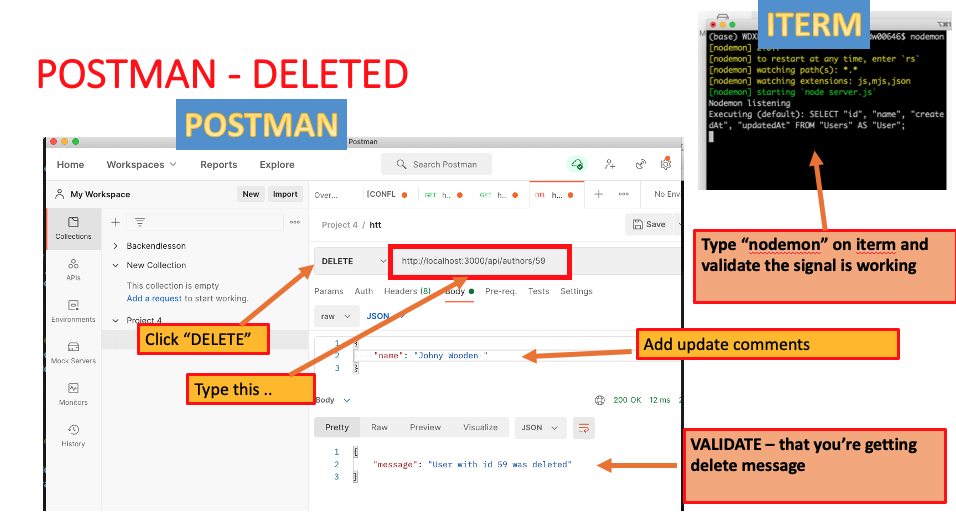 POSTMAN - DELETED
POSTMAN
ITERM
⌥⌘1
(base) WDX dw00646$ nodemon
[nodemon]
[nodemon] to restart at any time, enter `rs`
[nodemon] watching path(s): *.*
[nodemon] watching extensions: js,mjs,json
[nodemon] starting `node server.js`
Nodemon listening
Executing (default): SELECT "id", "name", "create
dAt", "updatedAt" FROM "Users" AS "User";
Type “nodemon” on iterm and
validate the signal is working
Postman
Home Workspaces Reports Explore Search Postman
My Workspace New Import
Over... [CONFL GET h... GET h... DEL h... + ooo No Env
Collections
APIs
Environments
Mock Servers
Monitors
History
Backendlesson
New Collection
This collection is empty
Add a request to start working.
Project 4
Project 4 / htt Save
DELETE http://localhost:3000/api/authors/59
Params Auth Headers (8) Body Pre-req. Tests Settings
raw JSON
Click “DELETE”
Type this ..
1 {
2 "name": "Johny Wooden "
3 }
Add update comments
Body 200 OK 12 ms
Pretty Raw Preview Visualize JSON
1 {
2 "message": "User with id 59 was deleted"
3 }
VALIDATE – that you’re getting
delete message